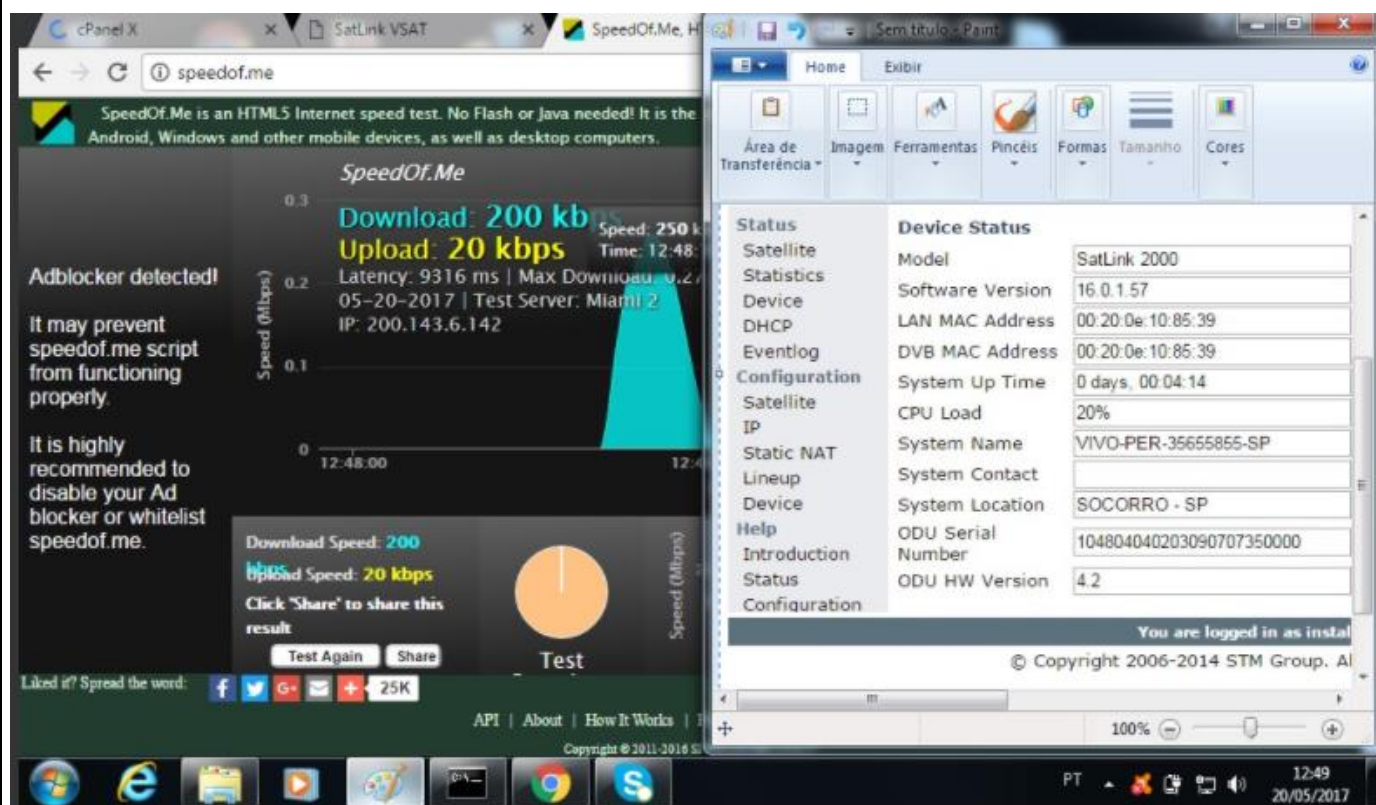 cPanel X
SatLink VSAT
SpeedOf.Me, H
speedof.me
SpeedOf.Me is an HTML5 Internet speed test. No Flash or Java needed! It is the
Android, Windows and other mobile devices, as well as desktop computers.
SpeedOf.Me
Download: 200 kb
Upload: 20 kbps
Latency: 9316 ms | Max Download: 0.27
05-20-2017 | Test Server: Miami 2
IP: 200.143.6.142
Speed: 250 k
Time: 12:48:
Speed (Mbps)
0.3
0.2
0.1
0
12:48:00
12:4
Adblocker detected!
It may prevent
speedof.me script
from functioning
properly.
It is highly
recommended to
disable your Ad
blocker or whitelist
speedof.me.
Download Speed: 200
kbps
Upload Speed: 20 kbps
Click "Share" to share this
result
Test Again
Share
Test
Speed (Mbps)
Liked it? Spread the word:
25K
API | About | How It Works |
Copyright © 2011-2016
Sem título - Paint
Home
Exibir
Área de
Transferência
Imagem
Ferramentas
Pincéis
Formas
Tamanho
Cores
Status
Satellite
Statistics
Device
DHCP
Eventlog
Configuration
Satellite
IP
Static NAT
Lineup
Device
Help
Introduction
Status
Configuration
Device Status
Model SatLink 2000
Software Version 16.0.1.57
LAN MAC Address 00:20:0e:10:85:39
DVB MAC Address 00:20:0e:10:85:39
System Up Time 0 days, 00:04:14
CPU Load 20%
System Name VIVO-PER-35655855-SP
System Contact
System Location SOCORRO - SP
ODU Serial
Number 104804040203090707350000
ODU HW Version 4.2
You are logged in as instal
© Copyright 2006-2014 STM Group. Al
100%
PT
12:49
20/05/2017